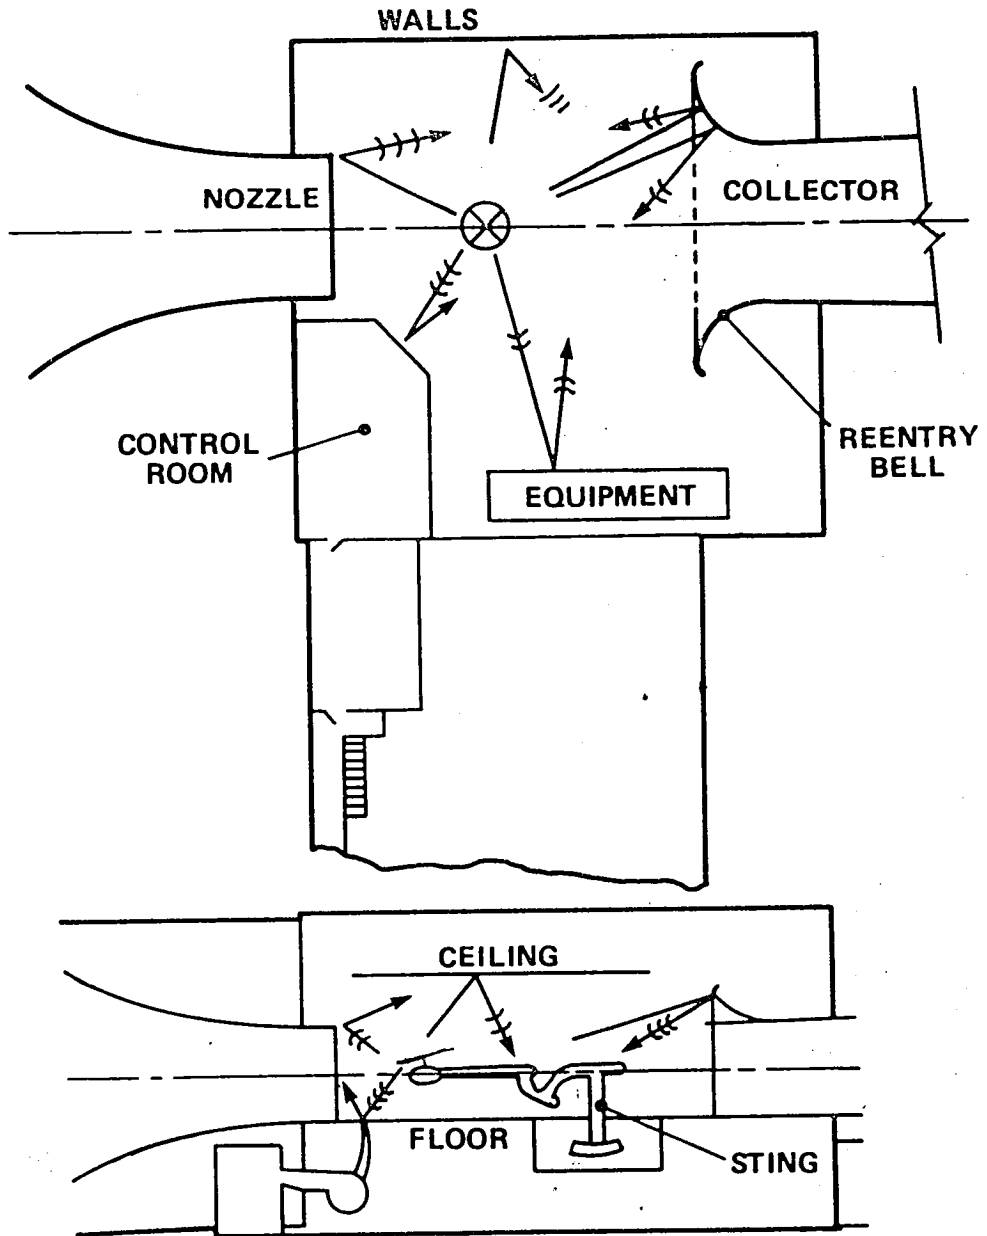 WALLS
NOZZLE
COLLECTOR
CONTROL
ROOM
REENTRY
BELL
EQUIPMENT
CEILING
FLOOR
STING